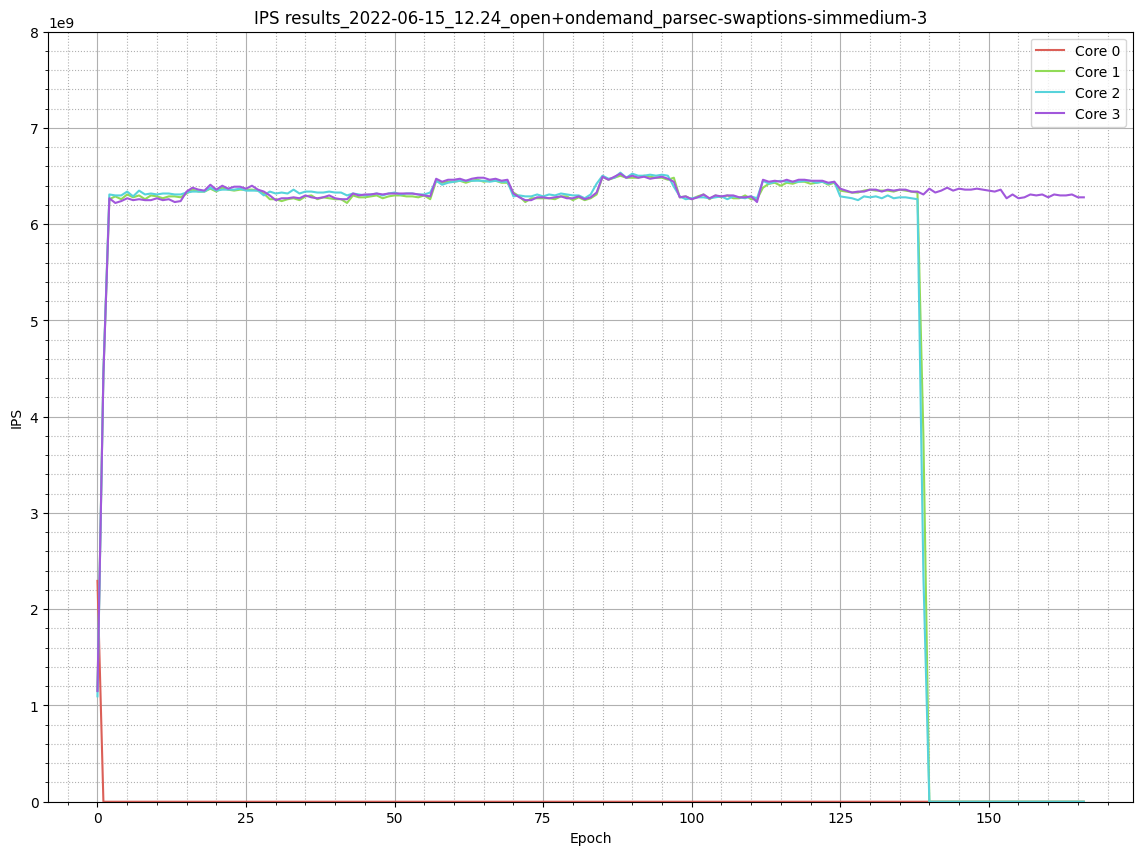 IPS results_2022-06-15_12.24_open+ondemand_parsec-swaptions-simmedium-3
1e9
8
7
6
5
4
3
2
1
0
IPS
Core 0
Core 1
Core 2
Core 3
0 25 50 75 100 125 150
Epoch